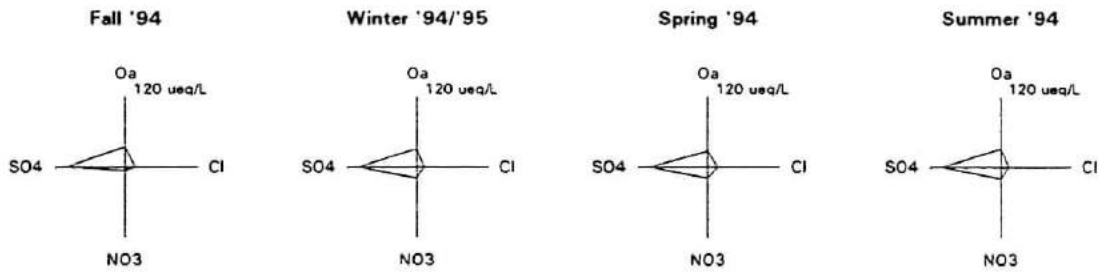 Fall '94
Winter '94/'95
Spring '94
Summer '94
Oa
120 ueq/L
SO4
Cl
NO3
Oa
120 ueq/L
SO4
Cl
NO3
Oa
120 ueq/L
SO4
Cl
NO3
Oa
120 ueq/L
SO4
Cl
NO3